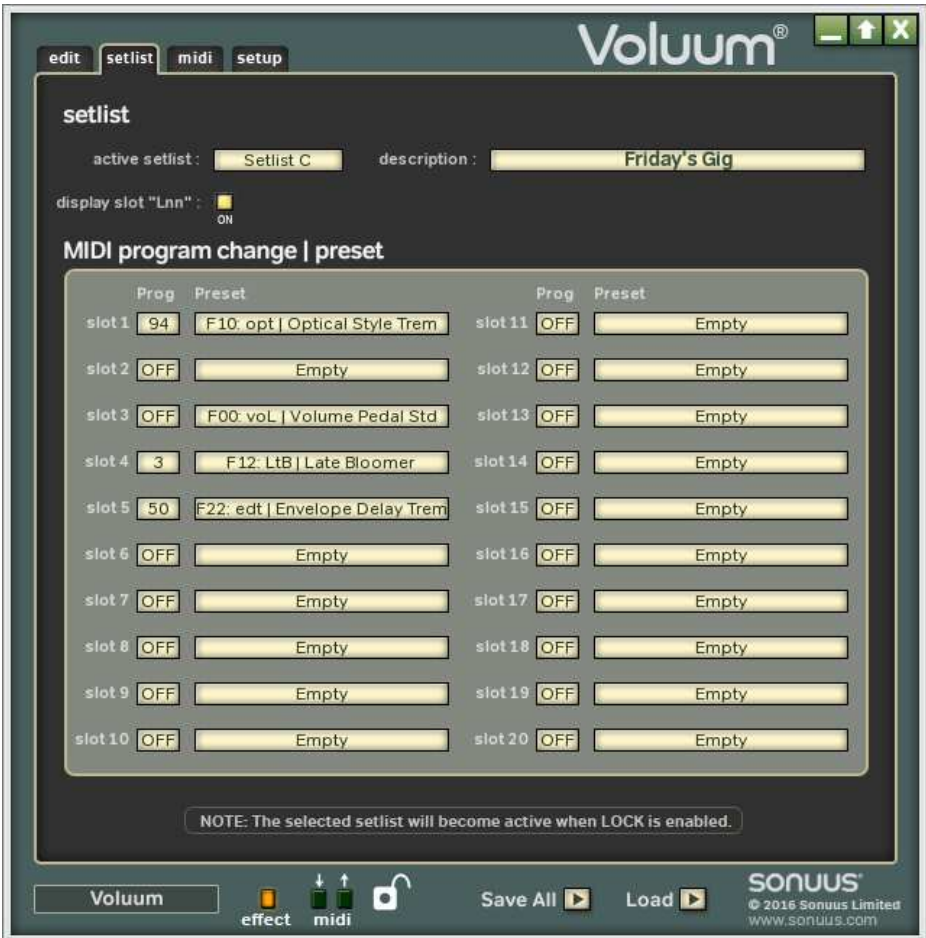 Voluum®
edit setlist midi setup
setlist
active setlist : Setlist C description : Friday's Gig
display slot "Lnn" :
ON
MIDI program change | preset
Prog Preset Prog Preset
slot 1 94 F10: opt | Optical Style Trem slot 11 OFF Empty
slot 2 OFF Empty slot 12 OFF Empty
slot 3 OFF F00: voL | Volume Pedal Std slot 13 OFF Empty
slot 4 3 F12: LtB | Late Bloomer slot 14 OFF Empty
slot 5 50 F22: edt | Envelope Delay Trem slot 15 OFF Empty
slot 6 OFF Empty slot 16 OFF Empty
slot 7 OFF Empty slot 17 OFF Empty
slot 8 OFF Empty slot 18 OFF Empty
slot 9 OFF Empty slot 19 OFF Empty
slot 10 OFF Empty slot 20 OFF Empty
NOTE: The selected setlist will become active when LOCK is enabled.
Voluum effect midi Save All Load
sonuus®
© 2016 Sonuus Limited
www.sonuus.com